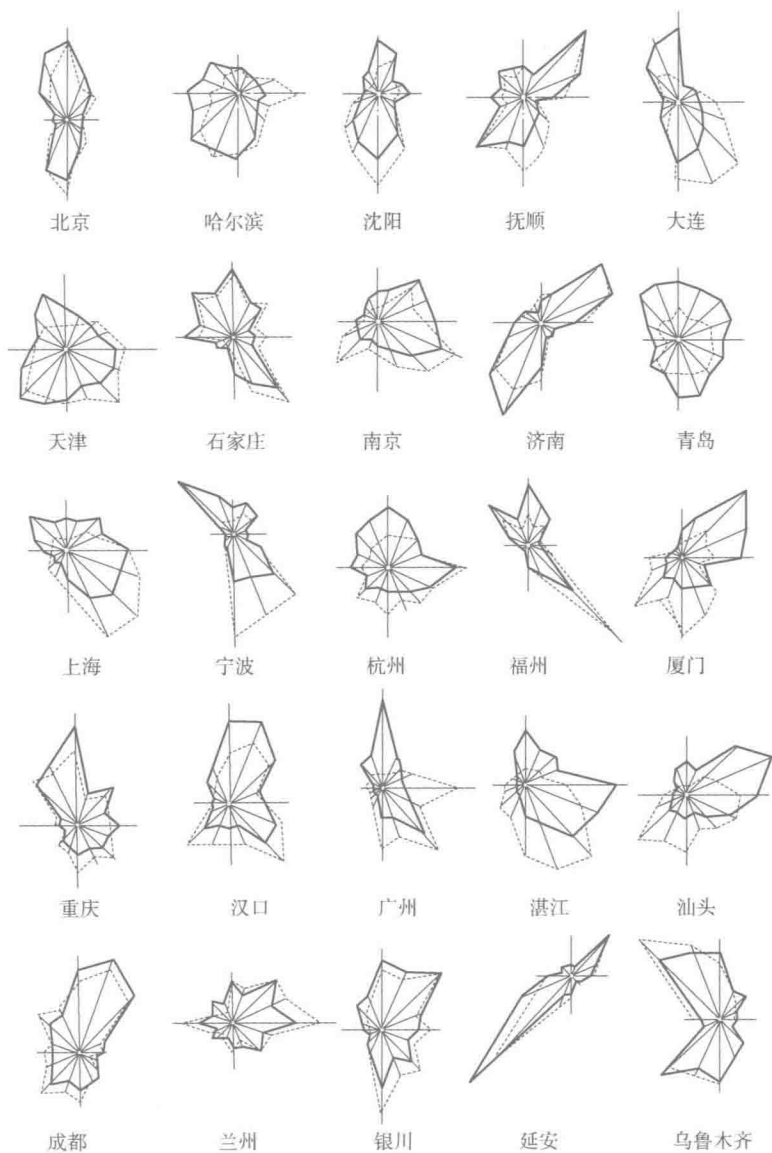 北京 哈尔滨 沈阳 抚顺 大连
天津 石家庄 南京 济南 青岛
上海 宁波 杭州 福州 厦门
重庆 汉口 广州 湛江 汕头
成都 兰州 银川 延安 乌鲁木齐